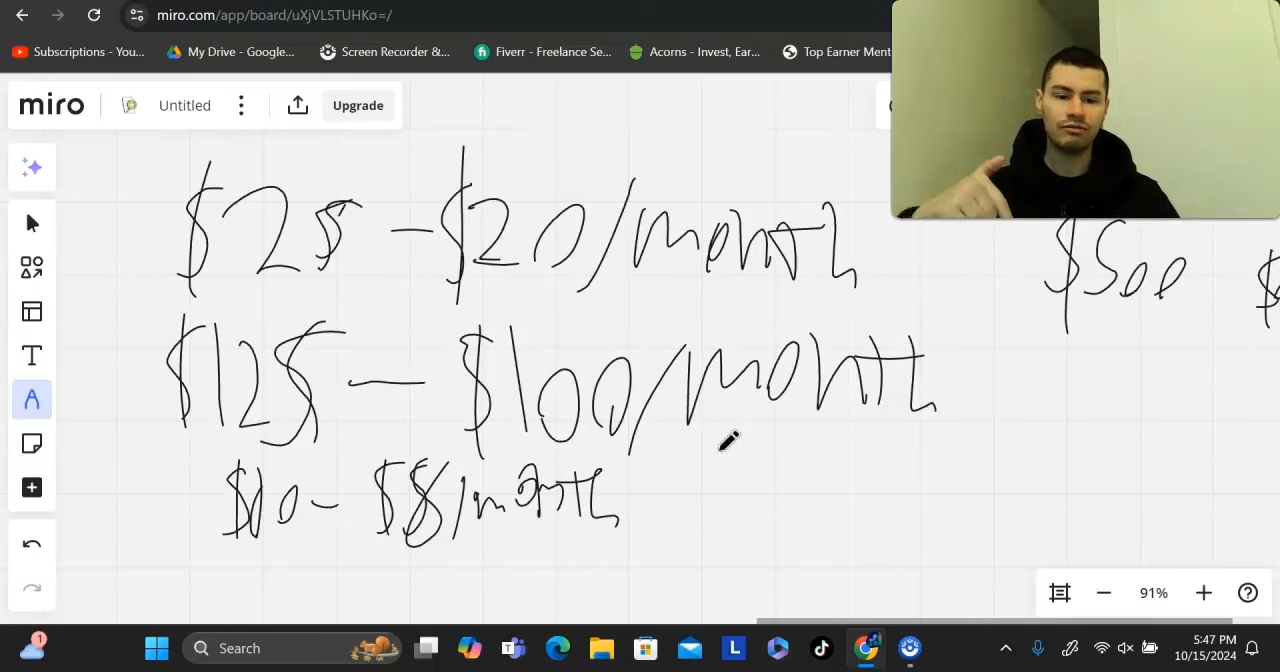 miro.com/app/board/uXjVLSTUHKo=/
Subscriptions - You...
My Drive - Google...
Screen Recorder &...
Fiverr - Freelance Se...
Acorns - Invest, Ear...
Top Earner Ment
miro
Untitled
Upgrade
$25 - $20/month
$500 $
$125 - $100/month
$10 - $8/month
91%
Search
5:47 PM
10/15/2024